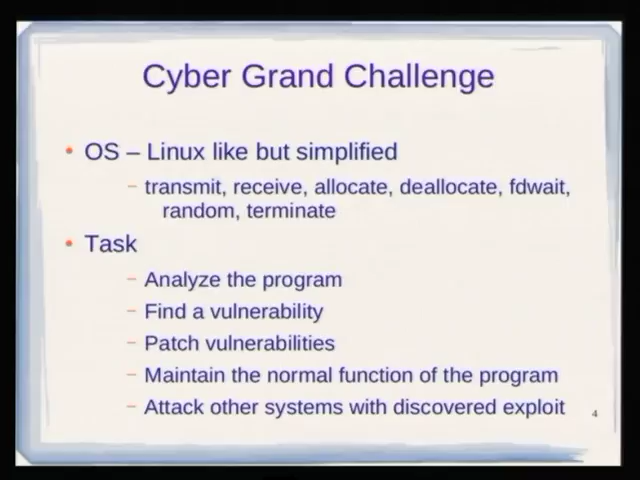 Cyber Grand Challenge
• OS – Linux like but simplified
– transmit, receive, allocate, deallocate, fdwait,
random, terminate
• Task
– Analyze the program
– Find a vulnerability
– Patch vulnerabilities
– Maintain the normal function of the program
– Attack other systems with discovered exploit
4